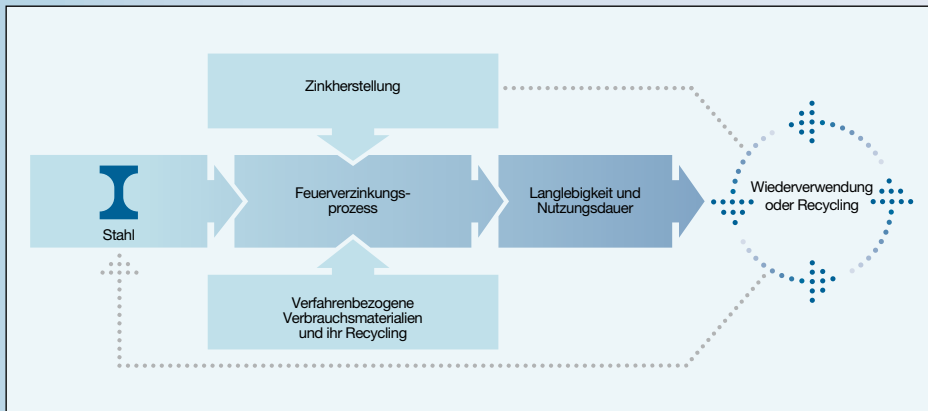 Zinkherstellung
Stahl
Feuerverzinkungs-
prozess
Langlebigkeit und
Nutzungsdauer
Wiederverwendung
oder Recycling
Verfahrenbezogene
Verbrauchsmaterialien
und ihr Recycling